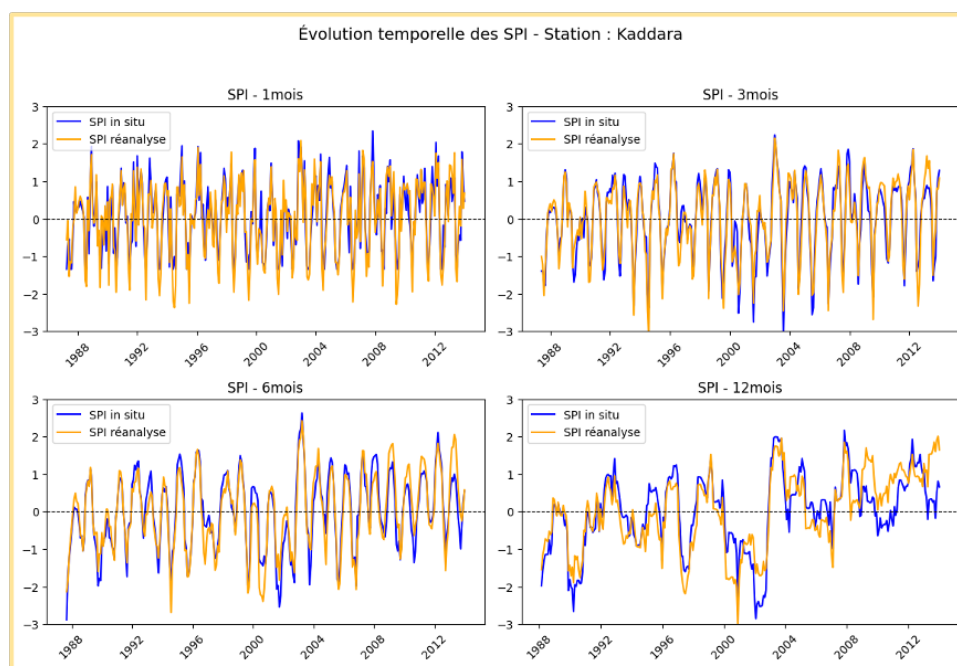 Évolution temporelle des SPI - Station : Kaddara
SPI - 1mois
3
2
1
0
−1
−2
−3
SPI in situ
SPI réanalyse
1988 1992 1996 2000 2004 2008 2012
SPI - 3mois
3
2
1
0
−1
−2
−3
SPI in situ
SPI réanalyse
1988 1992 1996 2000 2004 2008 2012
SPI - 6mois
3
2
1
0
−1
−2
−3
SPI in situ
SPI réanalyse
1988 1992 1996 2000 2004 2008 2012
SPI - 12mois
3
2
1
0
−1
−2
−3
SPI in situ
SPI réanalyse
1988 1992 1996 2000 2004 2008 2012